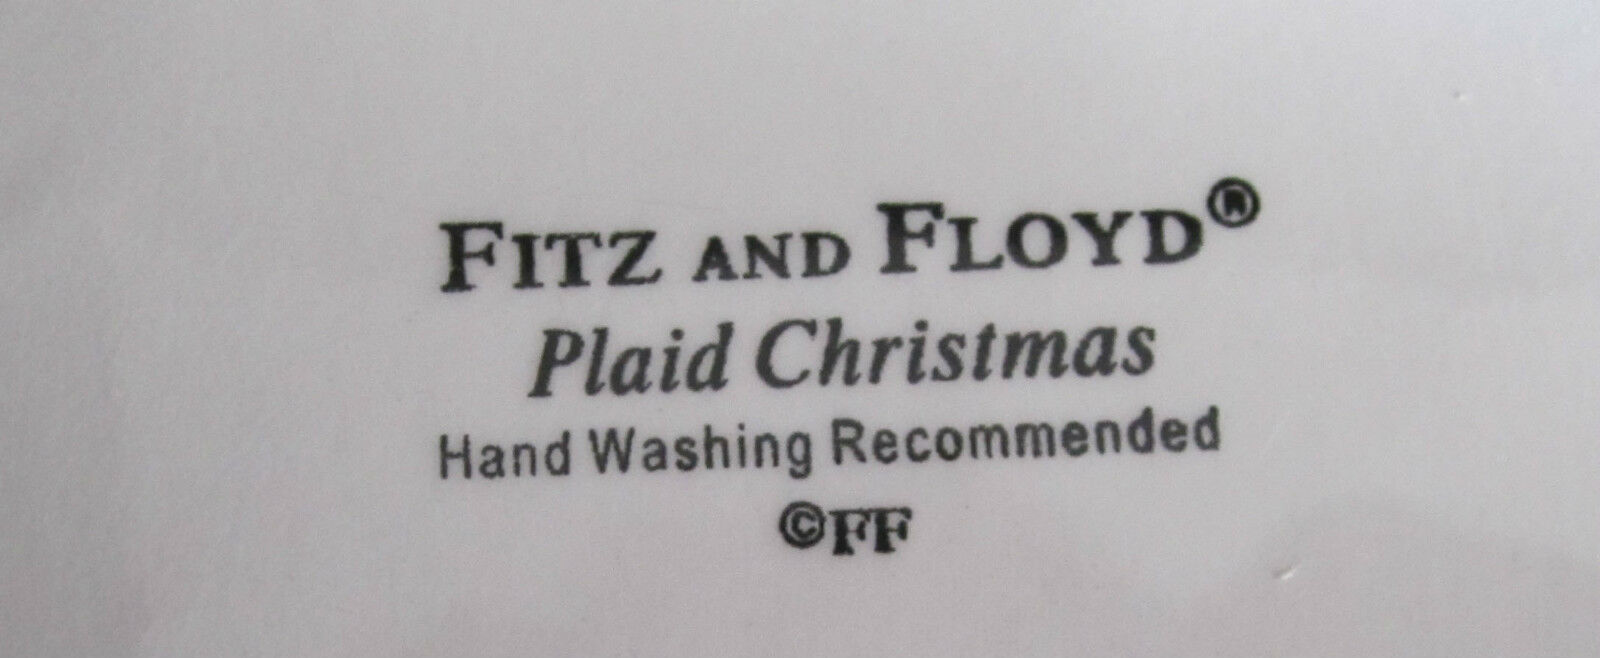 FITZ AND FLOYD®
Plaid Christmas
Hand Washing Recommended
©FF